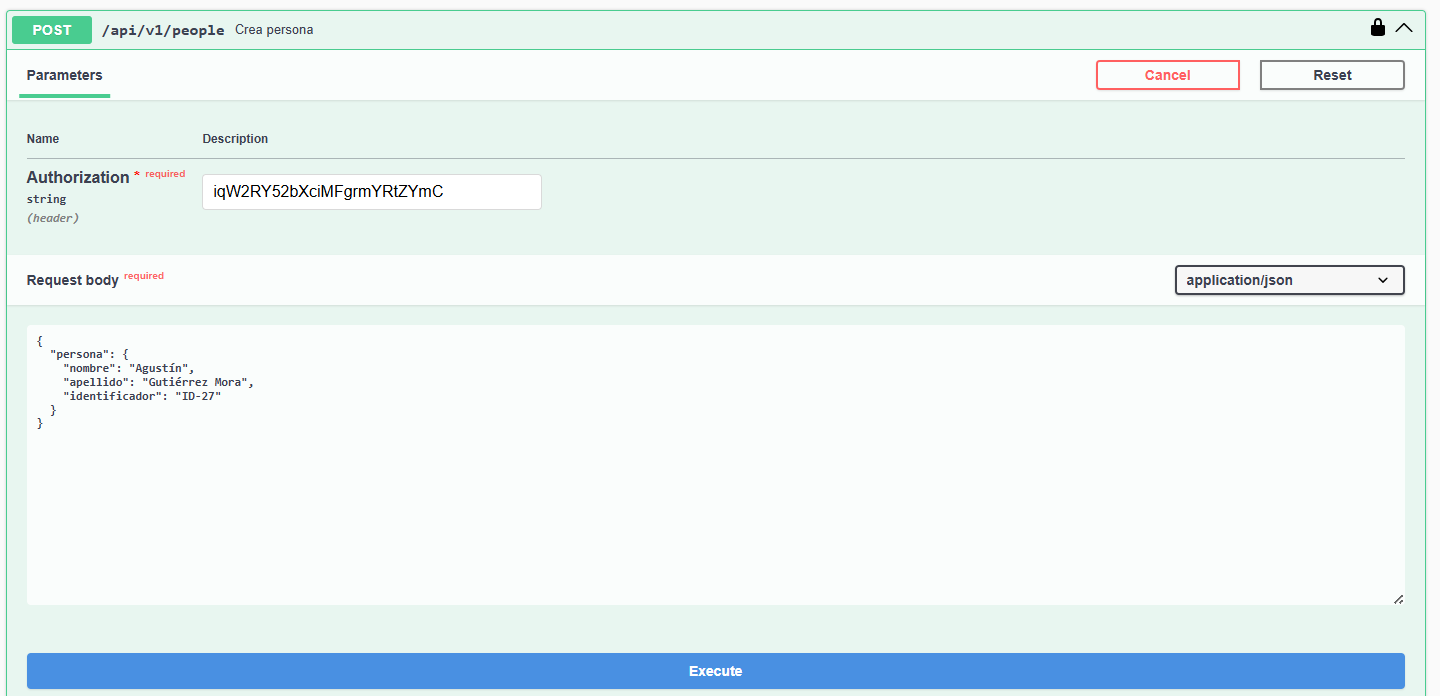 POST /api/v1/people Crea persona
Parameters
Cancel
Reset
Name Description
Authorization * required
string
(header)
iqW2RY52bXciMFgrmYRtZYmC
Request body required
application/json
{
  "persona": {
    "nombre": "Agustín",
    "apellido": "Gutiérrez Mora",
    "identificador": "ID-27"
  }
}
Execute